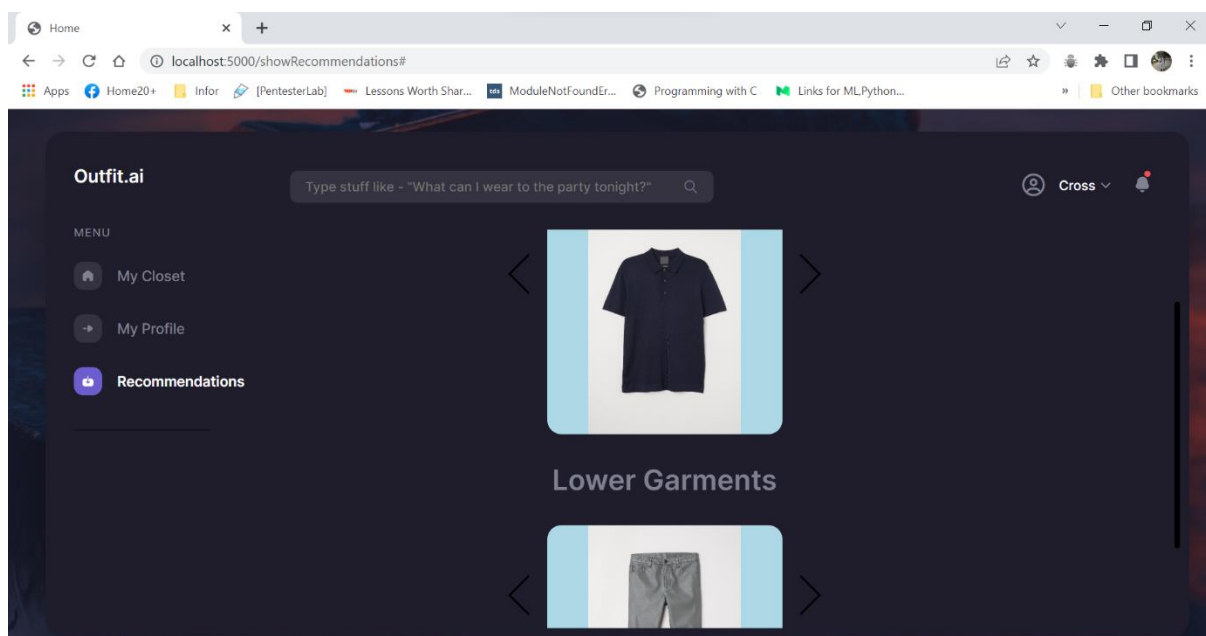 Home
localhost:5000/showRecommendations#
Apps Home20+ Infor [PentesterLab] Lessons Worth Shar... ModuleNotFoundEr... Programming with C Links for ML,Python... » Other bookmarks
Outfit.ai
Type stuff like - "What can I wear to the party tonight?"
Cross
MENU
My Closet
My Profile
Recommendations
Lower Garments